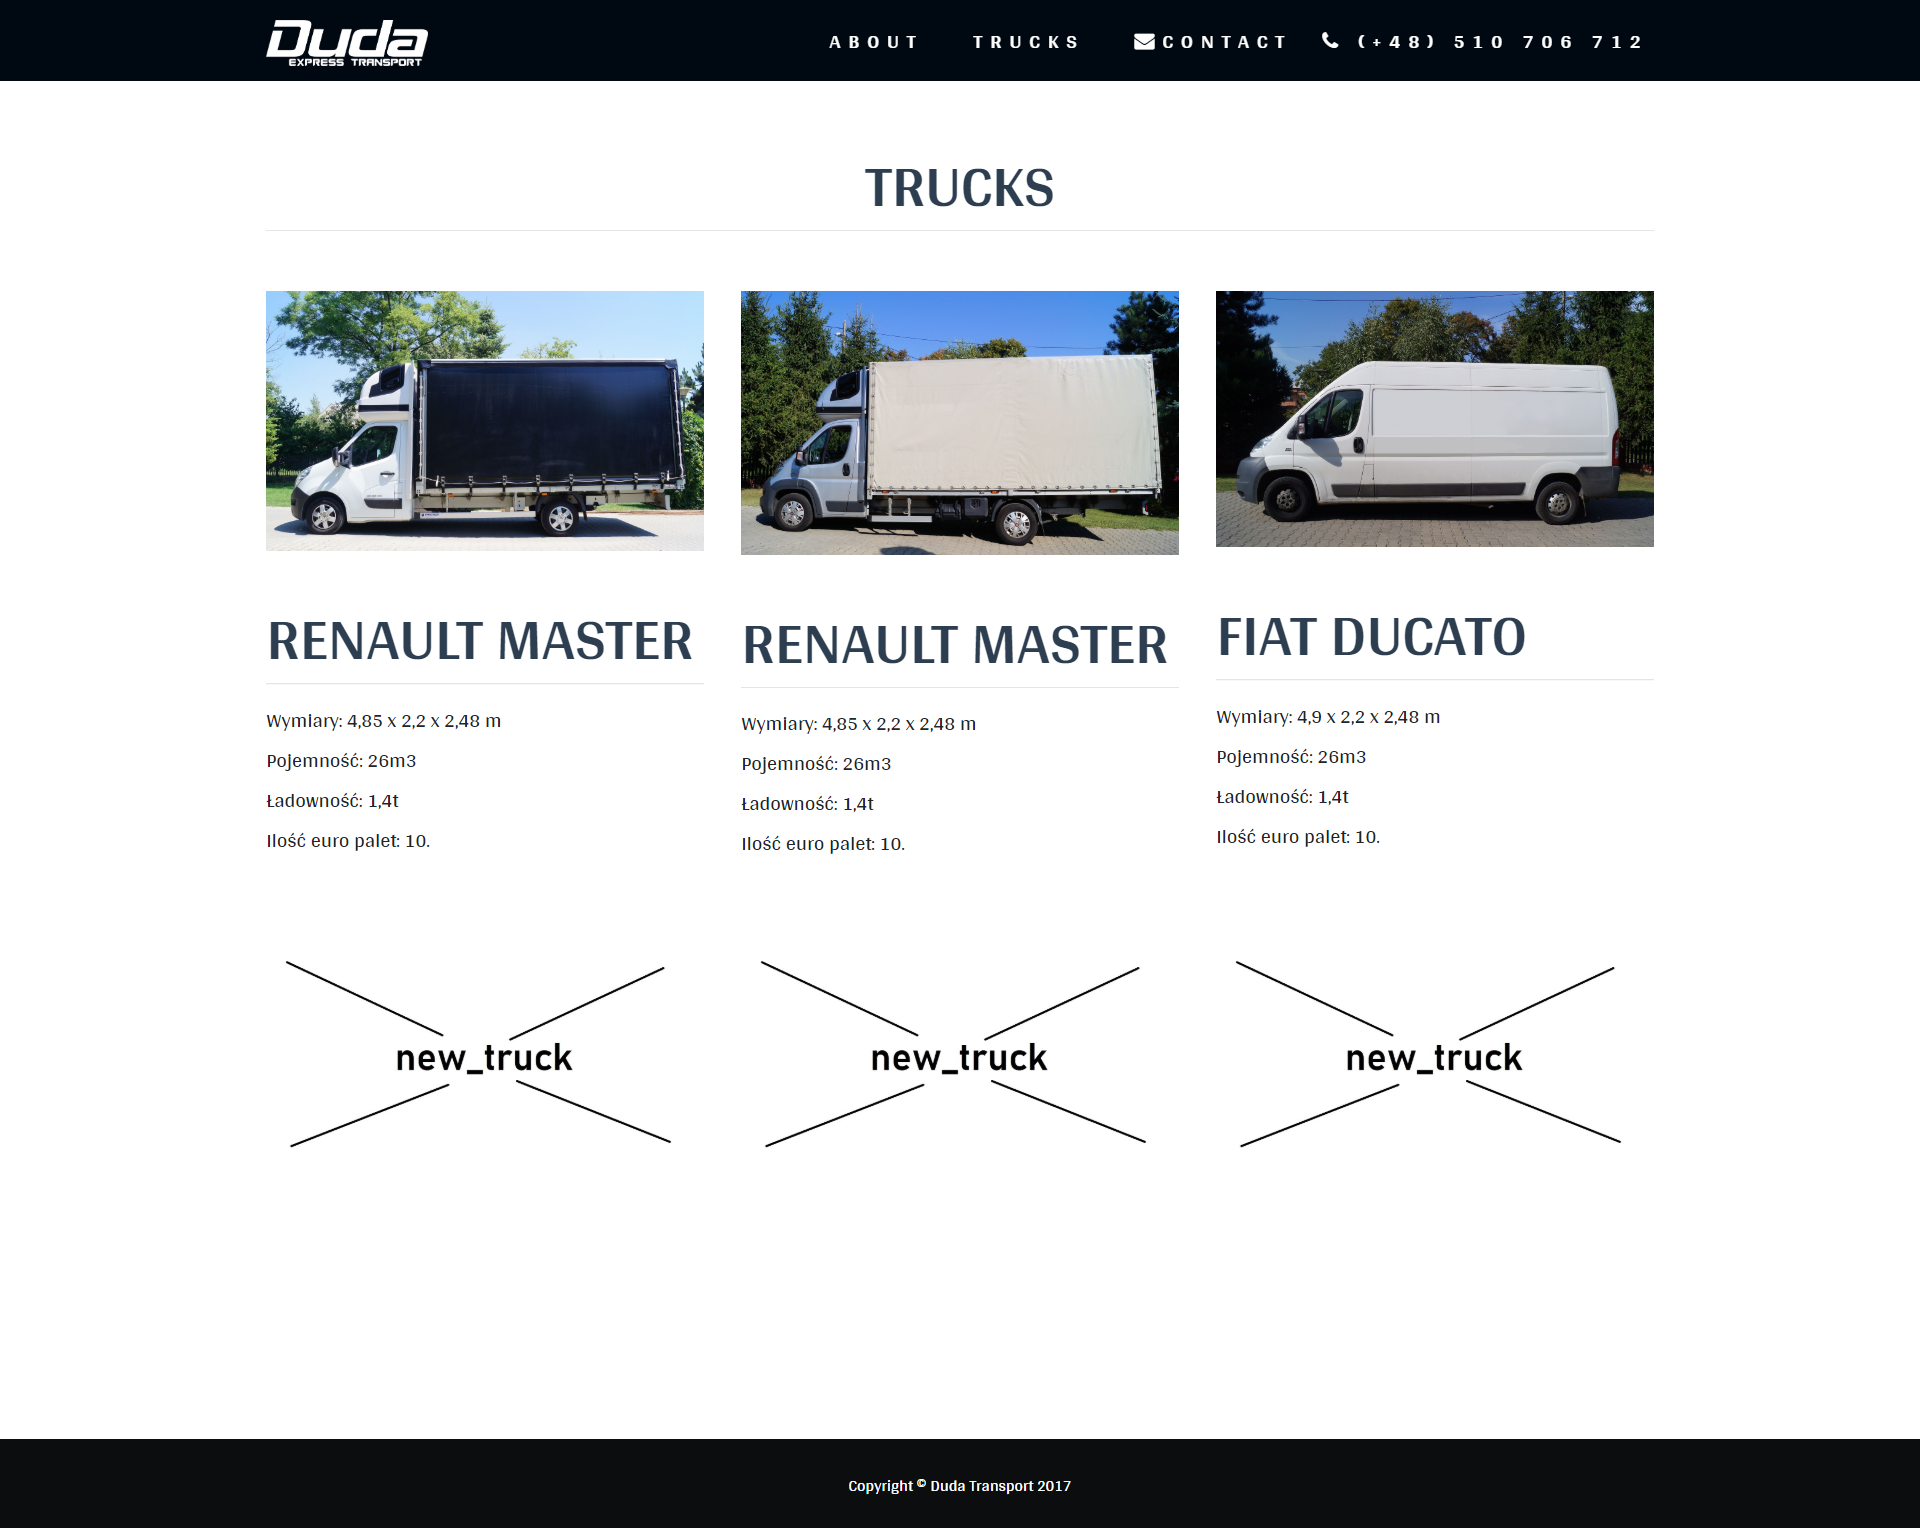 Duda
EXPRESS TRANSPORT
ABOUT
TRUCKS
CONTACT
(+48) 510 706 712
TRUCKS
RENAULT MASTER
Wymiary: 4,85 x 2,2 x 2,48 m
Pojemność: 26m3
Ładowność: 1,4t
Ilość euro palet: 10.
RENAULT MASTER
Wymiary: 4,85 x 2,2 x 2,48 m
Pojemność: 26m3
Ładowność: 1,4t
Ilość euro palet: 10.
FIAT DUCATO
Wymiary: 4,9 x 2,2 x 2,48 m
Pojemność: 26m3
Ładowność: 1,4t
Ilość euro palet: 10.
new_truck
new_truck
new_truck
Copyright © Duda Transport 2017